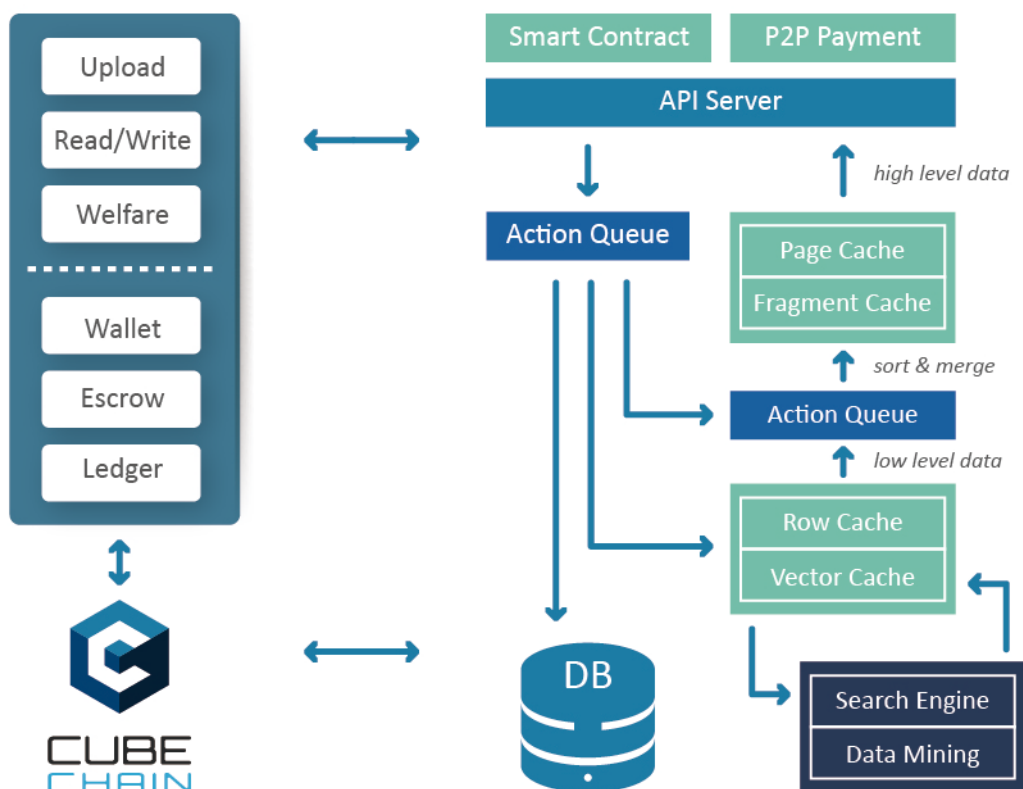 Upload
Read/Write
Welfare
Wallet
Escrow
Ledger
CUBE
CHAIN
Smart Contract
P2P Payment
API Server
high level data
Action Queue
Page Cache
Fragment Cache
sort & merge
Action Queue
low level data
Row Cache
Vector Cache
DB
Search Engine
Data Mining